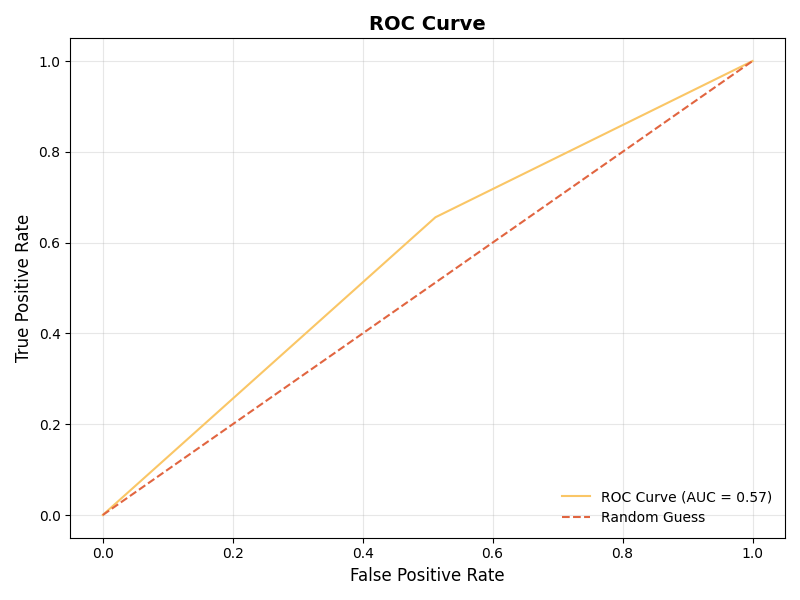 ROC Curve
True Positive Rate
1.0
0.8
0.6
0.4
0.2
0.0
ROC Curve (AUC = 0.57)
Random Guess
0.0 0.2 0.4 0.6 0.8 1.0
False Positive Rate